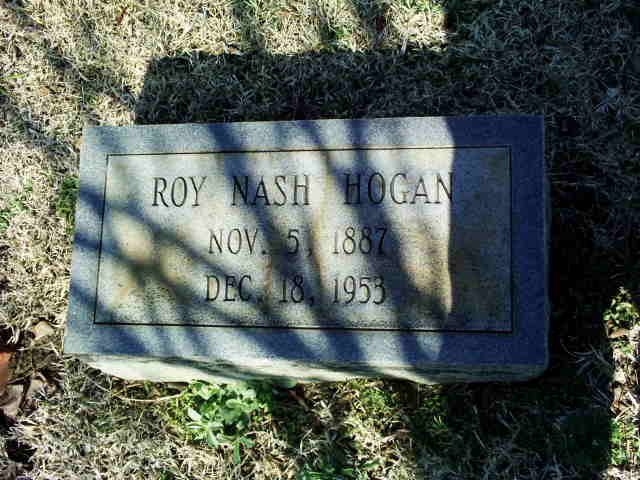 ROY NASH HOGAN
NOV. 5, 1887
DEC. 18, 1953